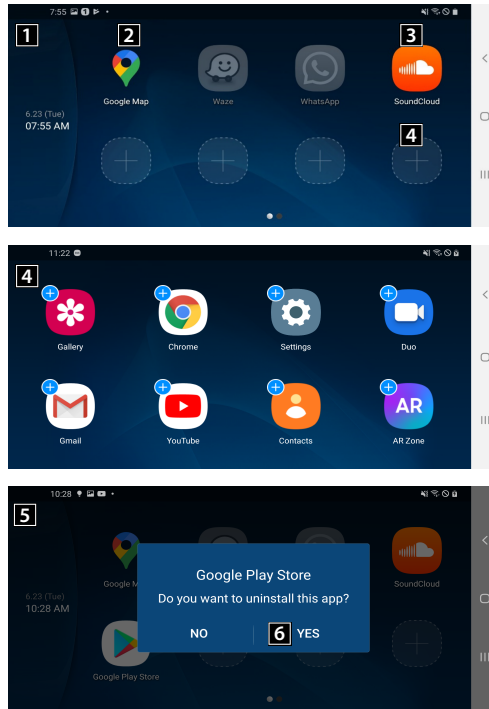 7:55
1
2
3
Google Map
Waze
WhatsApp
SoundCloud
6.23 (Tue)
07:55 AM
4
11:22
4
Gallery
Chrome
Settings
Duo
AR
Gmail
YouTube
Contacts
AR Zone
10:28
5
Google M
SoundCloud
6.23 (Tue)
10:28 AM
Google Play Store
Do you want to uninstall this app?
NO
6
YES
Google Play Store